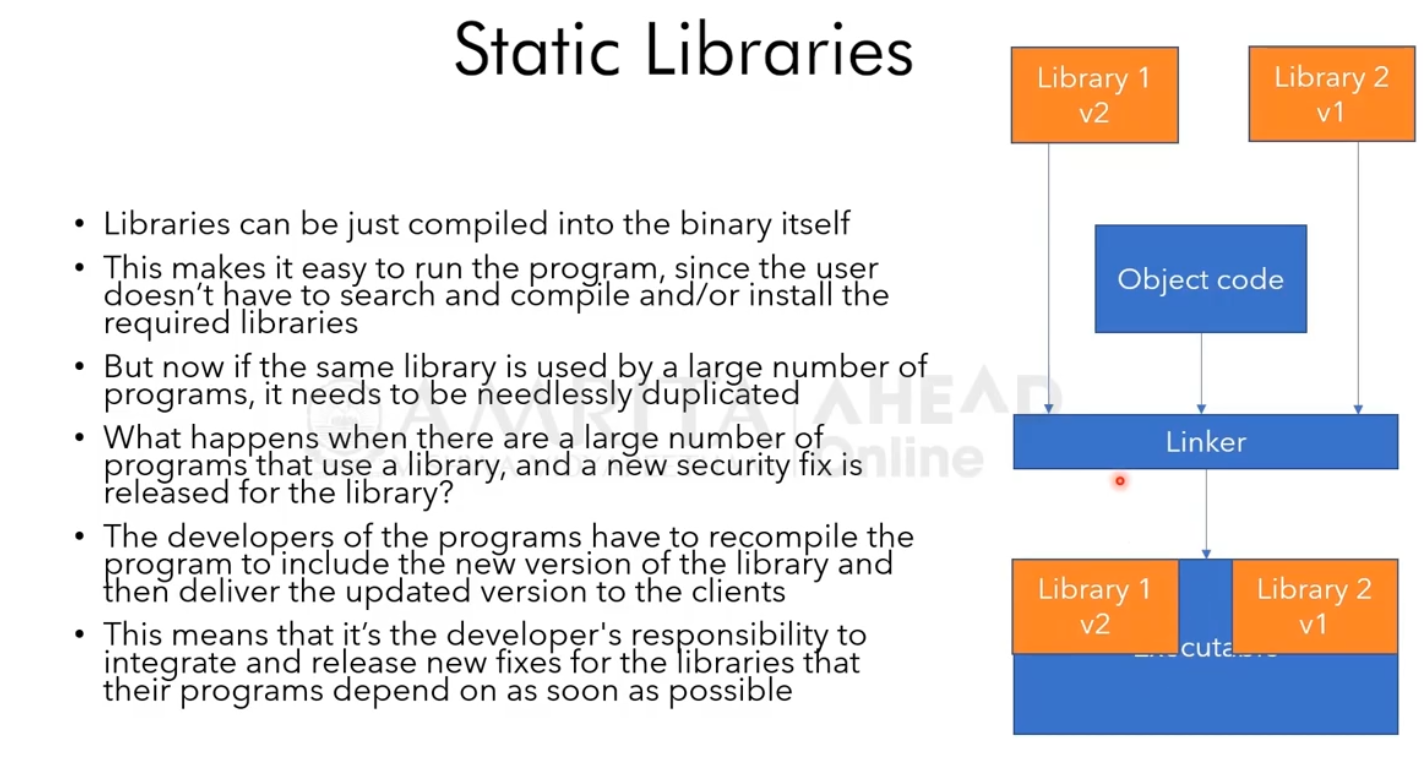 Static Libraries
• Libraries can be just compiled into the binary itself
• This makes it easy to run the program, since the user
doesn't have to search and compile and/or install the
required libraries
• But now if the same library is used by a large number of
programs, it needs to be needlessly duplicated
• What happens when there are a large number of
programs that use a library, and a new security fix is
released for the library?
• The developers of the programs have to recompile the
program to include the new version of the library and
then deliver the updated version to the clients
• This means that it's the developer's responsibility to
integrate and release new fixes for the libraries that
their programs depend on as soon as possible
Library 1
v2
Library 2
v1
Object code
Linker
Library 1
v2
Library 2
v1
AMRITA
AHEAD
Online